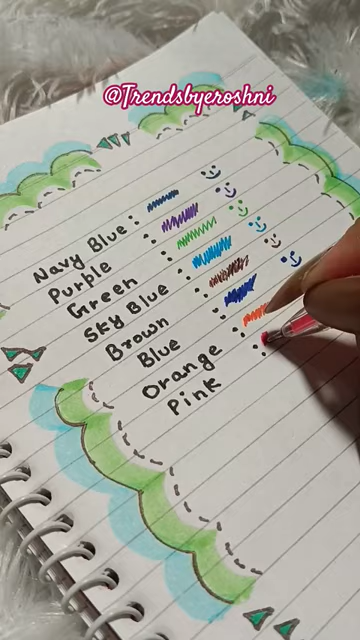 @Trendsbyeroshni
Navy Blue :
Purple :
Green :
Sky Blue :
Brown :
Blue :
Orange :
Pink :